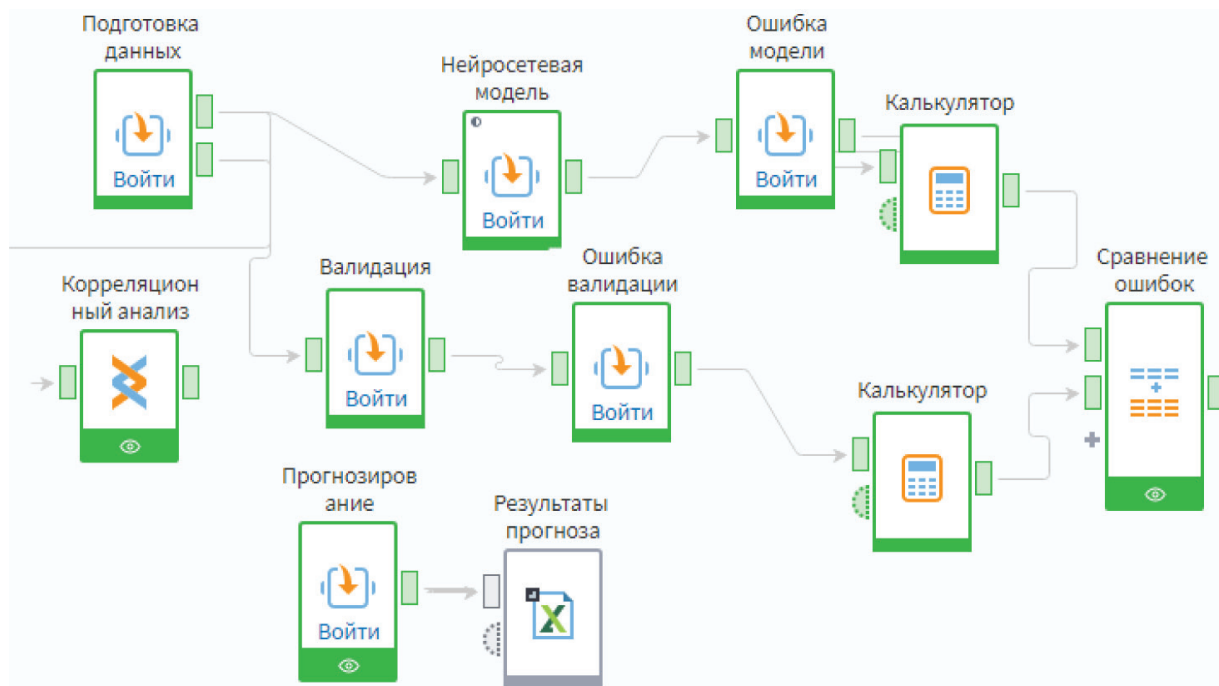 Подготовка
данных
Войти
Нейросетевая
модель
Войти
Ошибка
модели
Войти
Калькулятор
Корреляцион
ный анализ
Валидация
Войти
Ошибка
валидации
Войти
Калькулятор
Сравнение
ошибок
Прогнозиров
ание
Войти
Результаты
прогноза